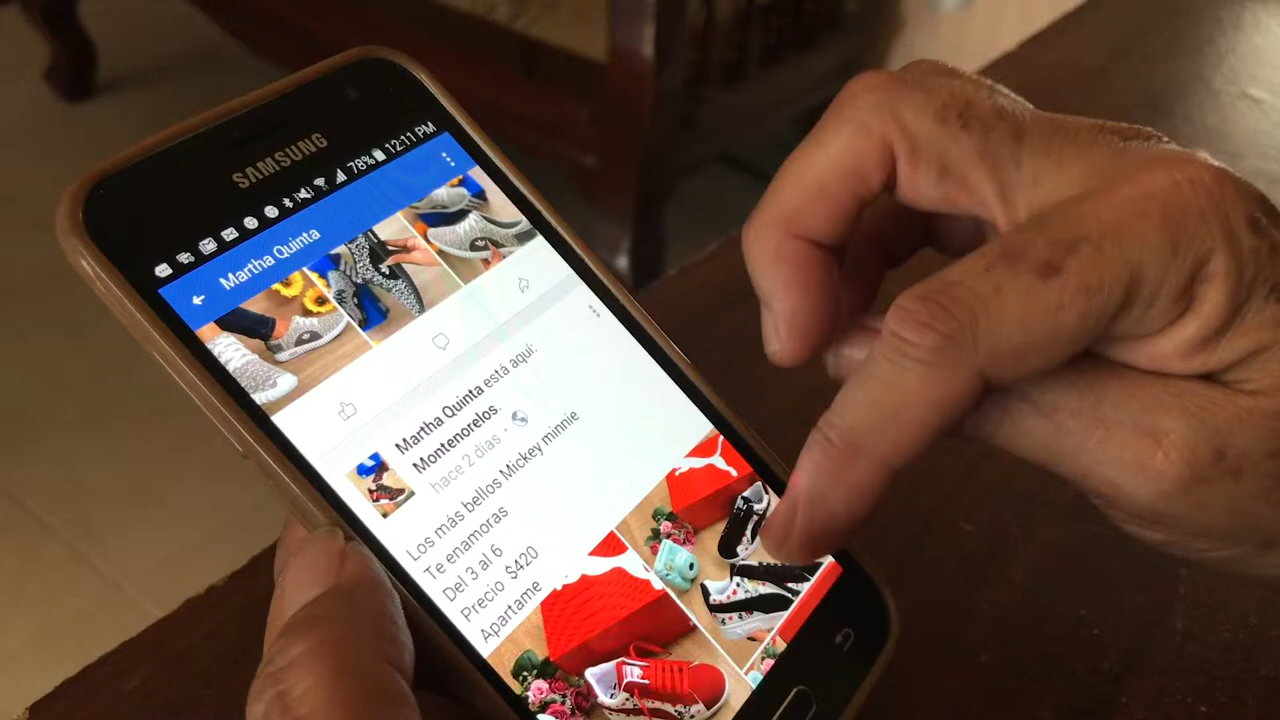 SAMSUNG
78% 12:11 PM
Martha Quinta
Martha Quinta está aquí:
Montenorelos.
hace 2 días ·
Los más bellos Mickey minnie
Te enamoras
Del 3 al 6
Precio $420
Apartame